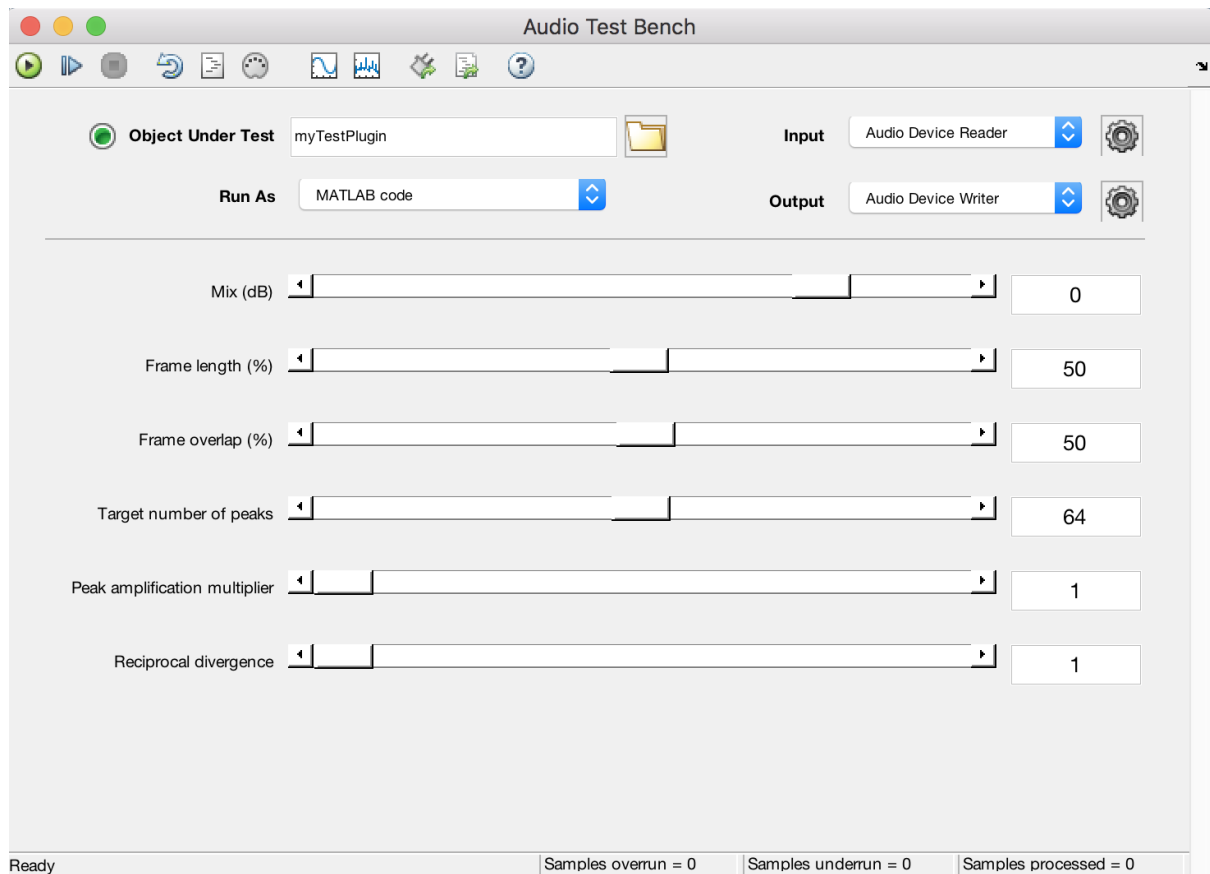 Audio Test Bench
Object Under Test myTestPlugin Input Audio Device Reader
Run As MATLAB code Output Audio Device Writer
Mix (dB) 0
Frame length (%) 50
Frame overlap (%) 50
Target number of peaks 64
Peak amplification multiplier 1
Reciprocal divergence 1
Ready Samples overrun = 0 Samples underrun = 0 Samples processed = 0